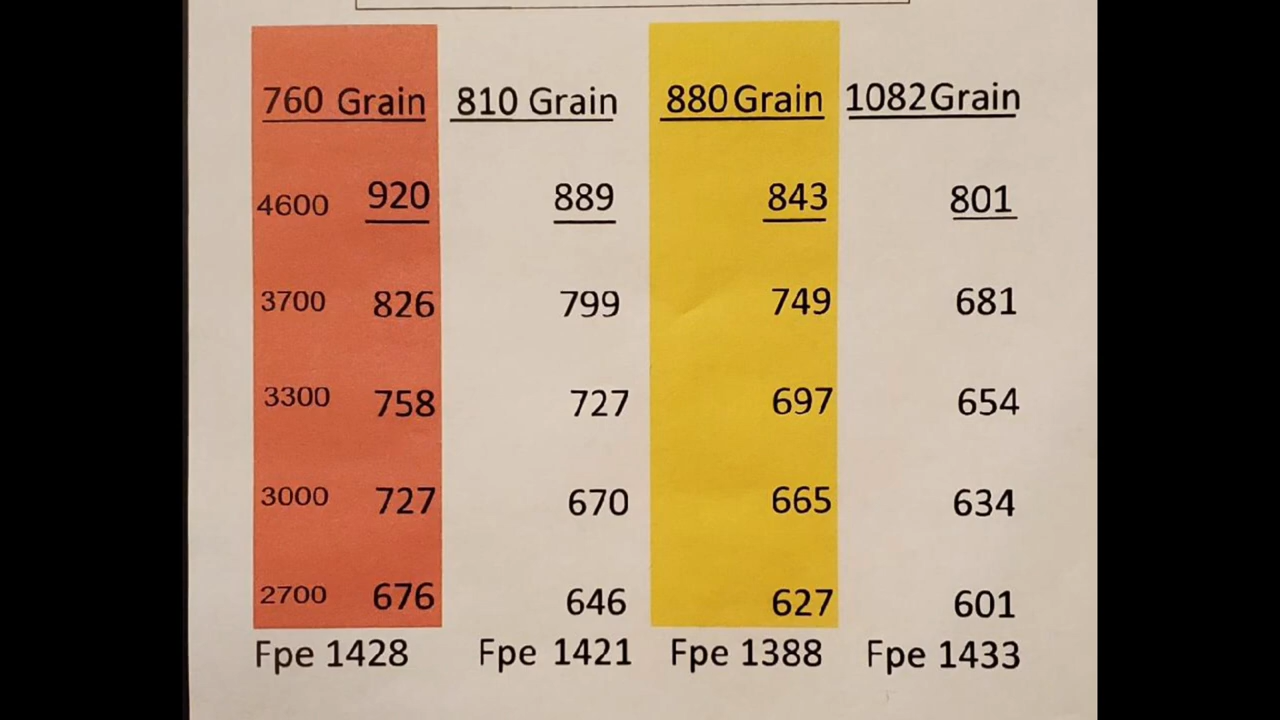 760 Grain 810 Grain 880 Grain 1082 Grain
4600 920 889 843 801
3700 826 799 749 681
3300 758 727 697 654
3000 727 670 665 634
2700 676 646 627 601
Fpe 1428 Fpe 1421 Fpe 1388 Fpe 1433